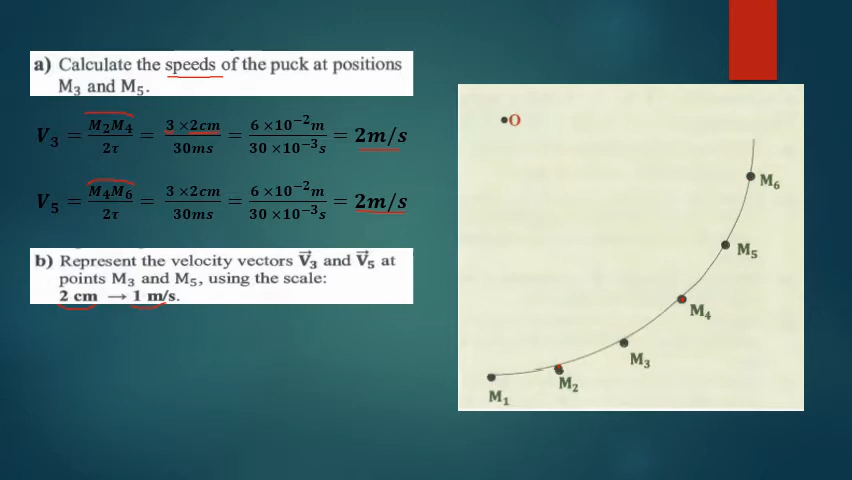 a) Calculate the speeds of the puck at positions
M₃ and M₅.
V₃ = M₂M₄ / 2τ = 3 ×2cm / 30ms = 6 ×10⁻²m / 30 ×10⁻³s = 2m/s
V₅ = M₄M₆ / 2τ = 3 ×2cm / 30ms = 6 ×10⁻²m / 30 ×10⁻³s = 2m/s
b) Represent the velocity vectors V⃗₃ and V⃗₅ at
points M₃ and M₅, using the scale:
2 cm → 1 m/s.
O
M₆
M₅
M₄
M₃
M₂
M₁